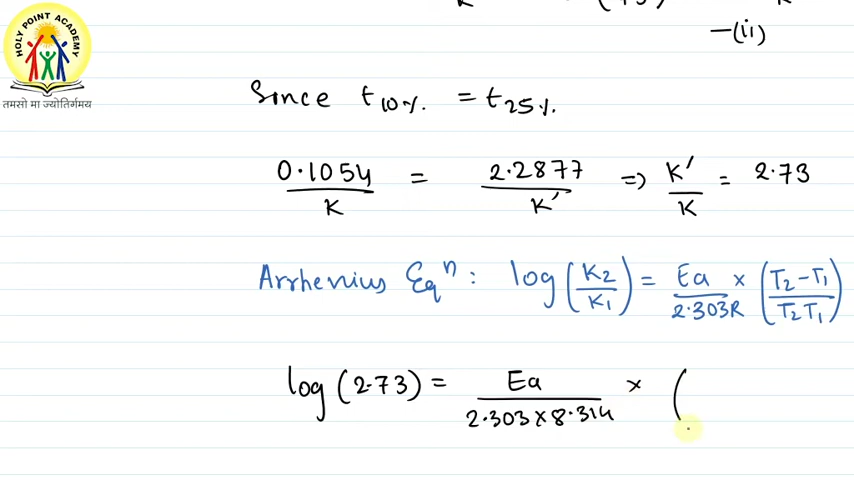 HOLY POINT ACADEMY
तमसो मा ज्योतिर्गमय
K (75) K
-(ii)
Since t10% = t25%
0.1054/K = 2.2877/K' => K'/K = 2.73
Arrhenius Eqn: log(K2/K1) = Ea/2.303R × (T2-T1/T2T1)
log(2.73) = Ea/2.303×8.314 × (